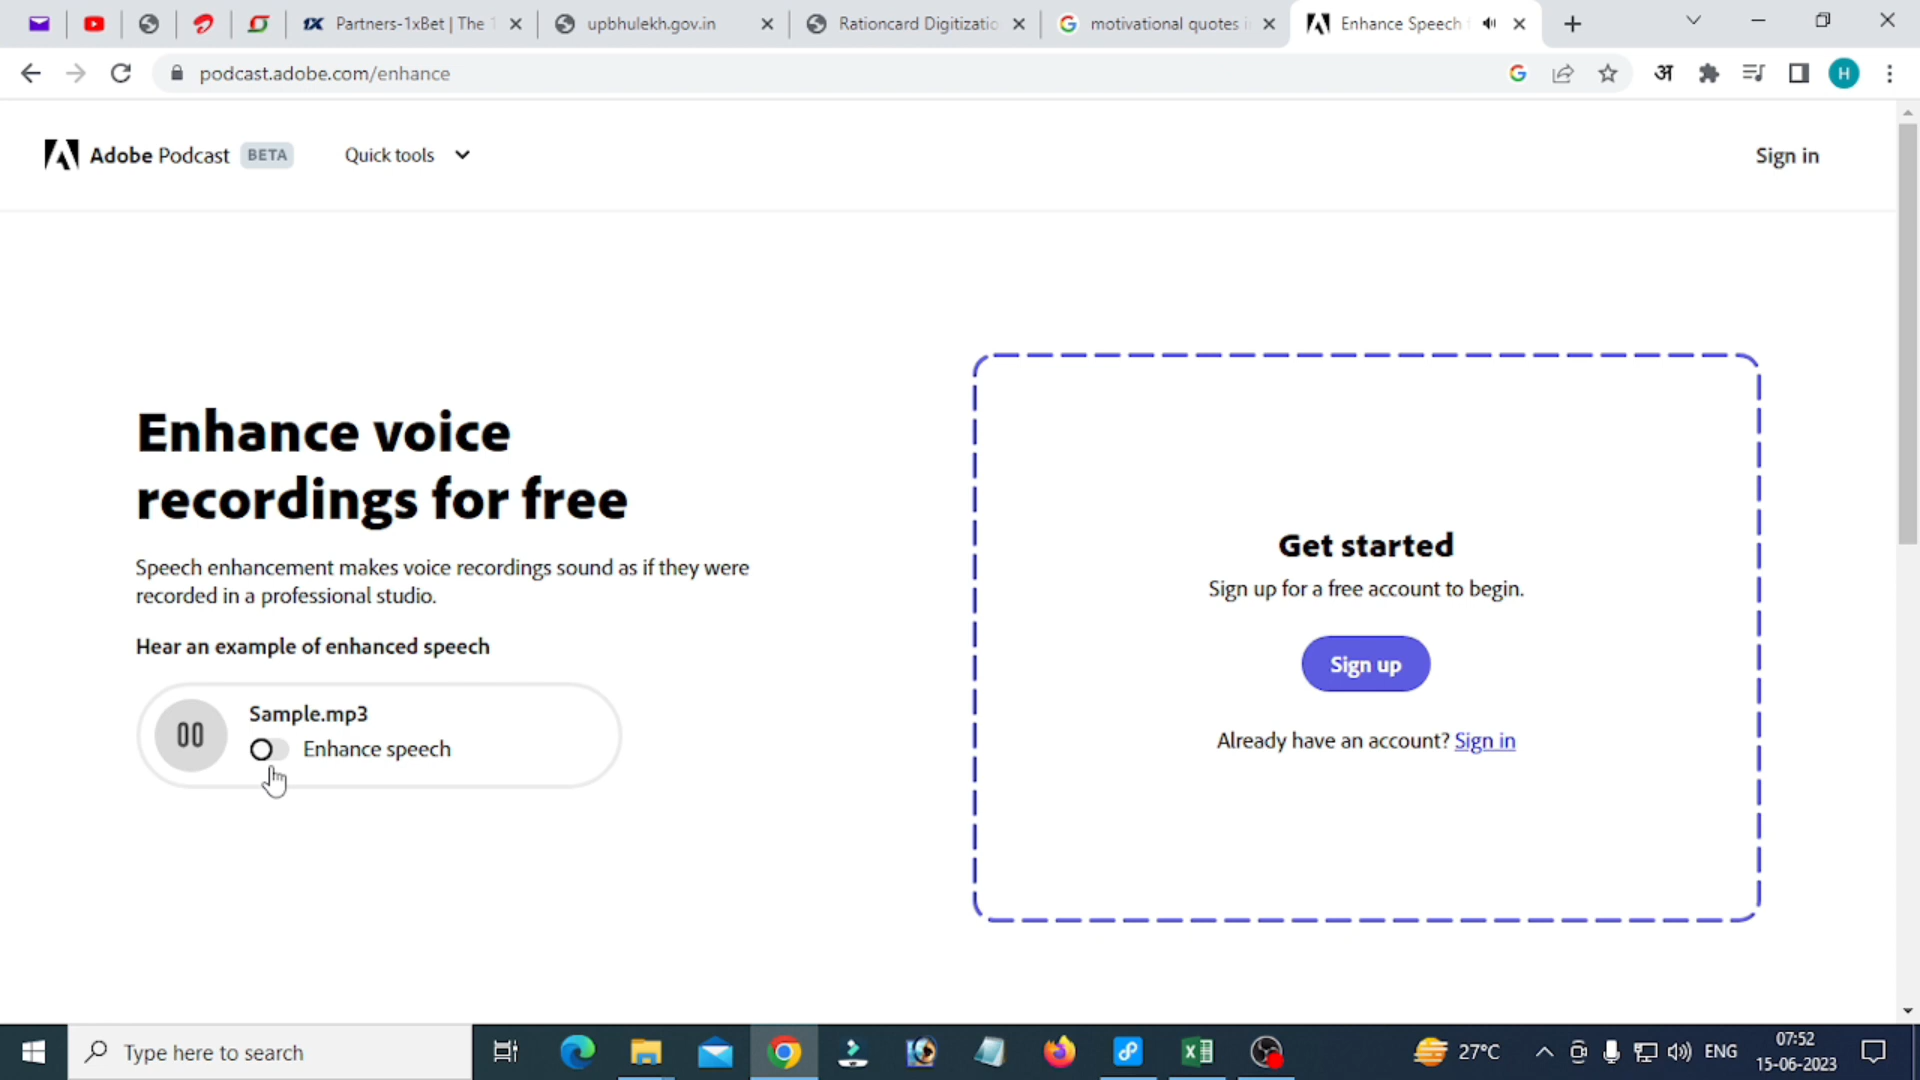 Partners-1xBet | The 1
upbhulekh.gov.in
Rationcard Digitizatio
motivational quotes i
Enhance Speech f
podcast.adobe.com/enhance
अ
H
Adobe Podcast BETA
Quick tools
Sign in
Enhance voice
recordings for free
Speech enhancement makes voice recordings sound as if they were
recorded in a professional studio.
Hear an example of enhanced speech
Sample.mp3
Enhance speech
Get started
Sign up for a free account to begin.
Sign up
Already have an account? Sign in
Type here to search
27°C
ENG
07:52
15-06-2023